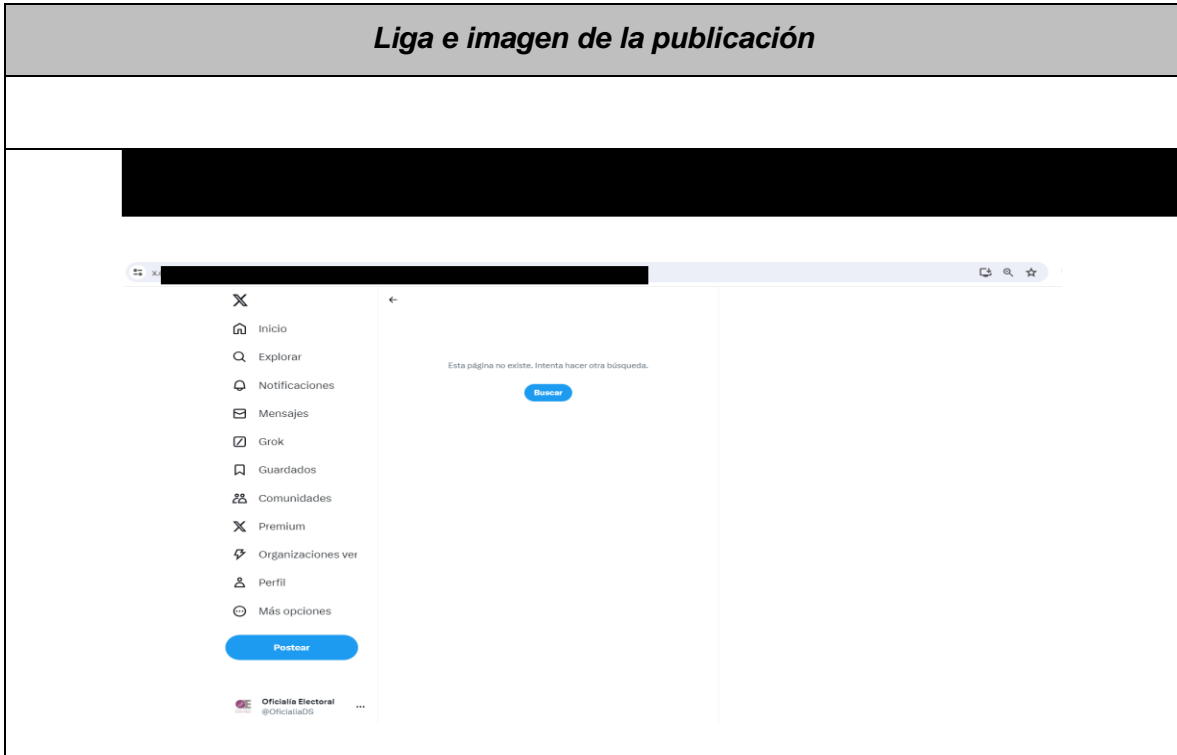 Liga e imagen de la publicación
Inicio
Explorar
Esta página no existe. Intenta hacer otra búsqueda.
Buscar
Notificaciones
Mensajes
Grok
Guardados
Comunidades
Premium
Organizaciones ver
Perfil
Más opciones
Postear
Oficialía Electoral
@OficialiaDS